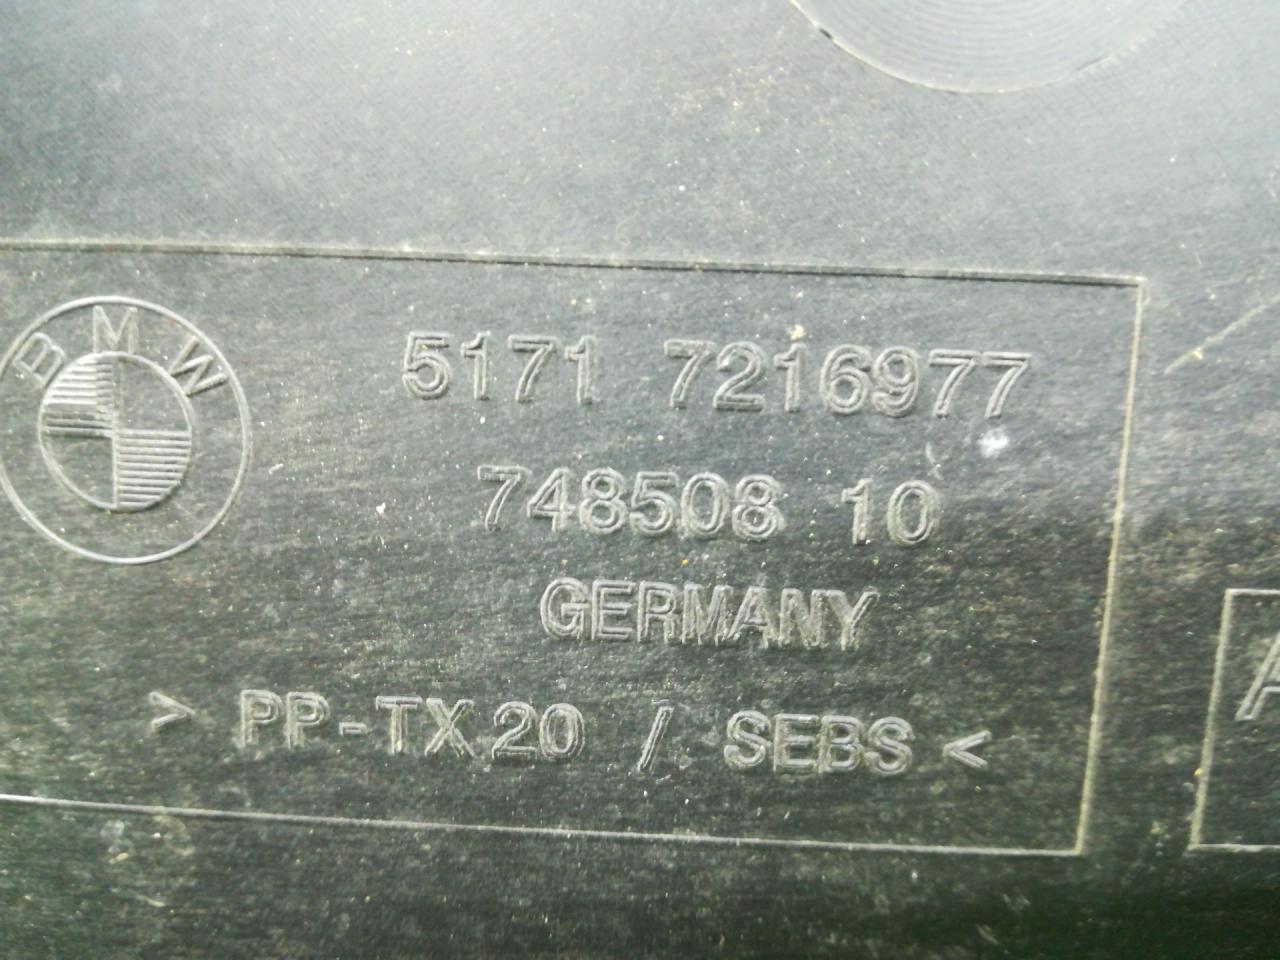 BMW
5171 7216977
748508 10
GERMANY
> PP-TX20 / SEBS <
A